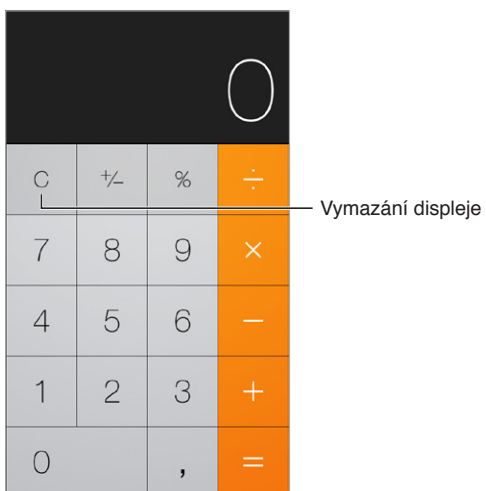 0
C +/− % ÷
Vymazání displeje
7 8 9 ×
4 5 6 −
1 2 3 +
0 , =